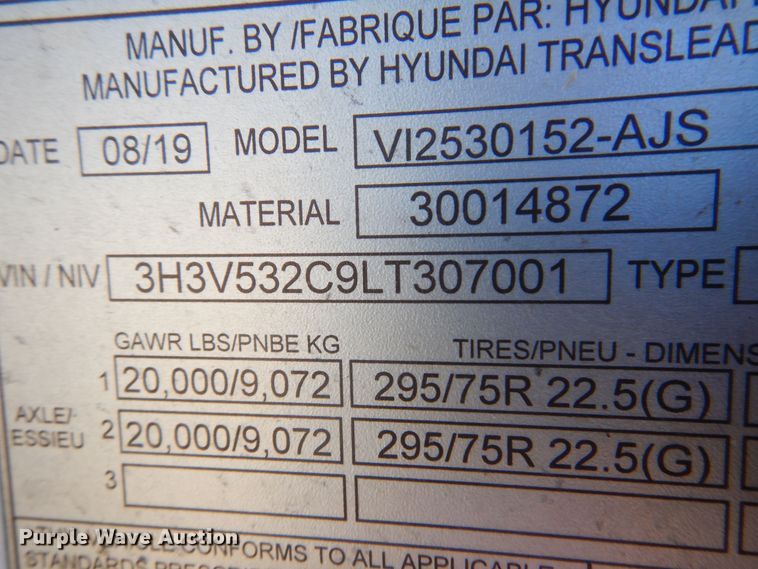 MANUF. BY /FABRIQUE PAR: HYUNDAI
MANUFACTURED BY HYUNDAI TRANSLEAD
DATE 08/19 MODEL VI2530152-AJS
MATERIAL 30014872
VIN / NIV 3H3V532C9LT307001 TYPE
GAWR LBS/PNBE KG TIRES/PNEU - DIMENS
AXLE/
ESSIEU
1 20,000/9,072 295/75R 22.5(G)
2 20,000/9,072 295/75R 22.5(G)
3
Purple Wave Auction
CONFORMS TO ALL APPLICABLE
STANDARDS